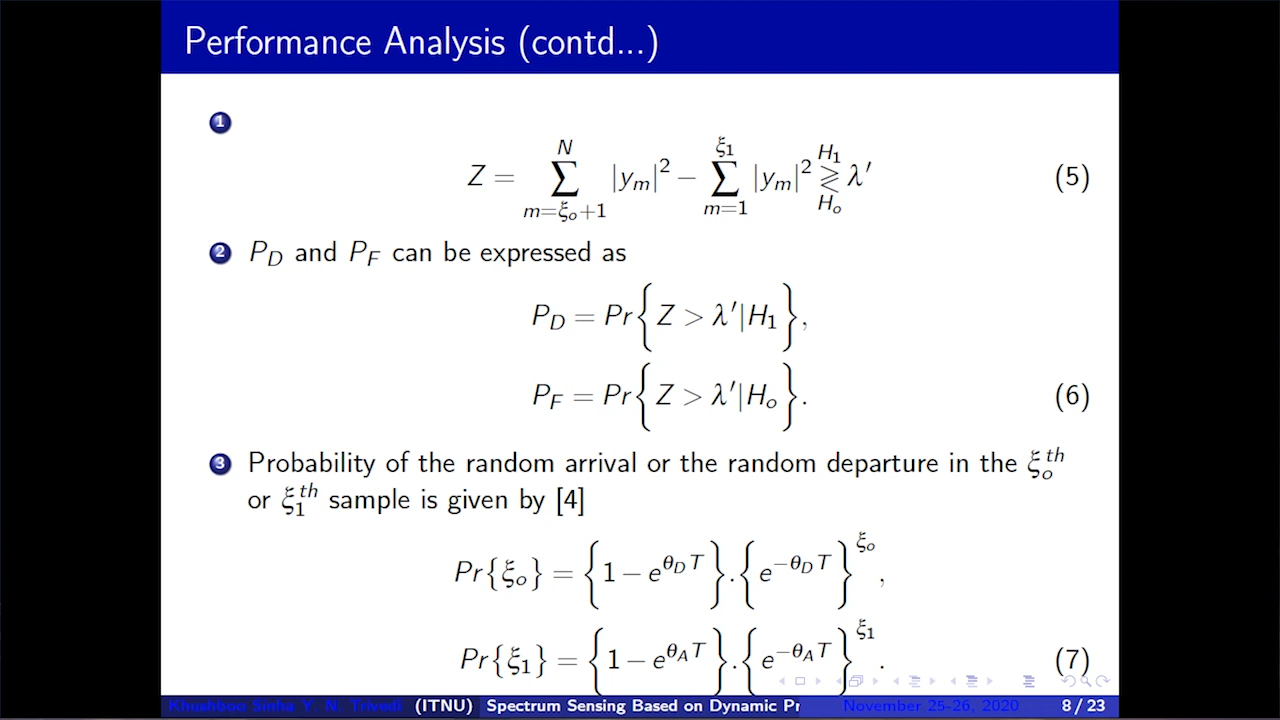 Performance Analysis (contd...)
1
Z = ∑_{m=ξ_o+1}^{N} |y_m|² − ∑_{m=1}^{ξ_1} |y_m|² ≷_{H_o}^{H_1} λ′ (5)
2 P_D and P_F can be expressed as
P_D = Pr{Z > λ′|H_1},
P_F = Pr{Z > λ′|H_o}. (6)
3 Probability of the random arrival or the random departure in the ξ_o^{th}
or ξ_1^{th} sample is given by [4]
Pr{ξ_o} = {1 − e^{θ_D T}}.{e^{−θ_D T}}^{ξ_o},
Pr{ξ_1} = {1 − e^{θ_A T}}.{e^{−θ_A T}}^{ξ_1}. (7)
Khushboo Sinha Y. N. Trivedi (ITNU) Spectrum Sensing Based on Dynamic Pr November 25-26, 2020 8 / 23